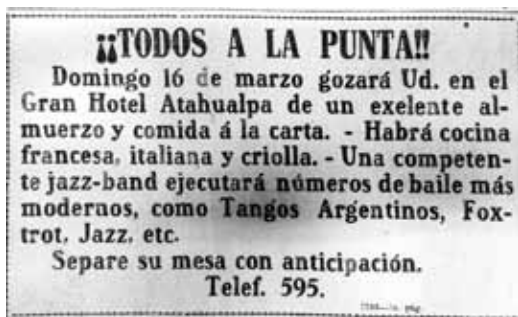 ¡¡TODOS A LA PUNTA!!
Domingo 16 de marzo gozará Ud. en el
Gran Hotel Atahualpa de un exelente al-
muerzo y comida á la carta. - Habrá cocina
francesa, italiana y criolla. - Una competen-
te jazz-band ejecutará números de baile más
modernos, como Tangos Argentinos, Fox-
trot, Jazz, etc.
Separe su mesa con anticipación.
Telef. 595.